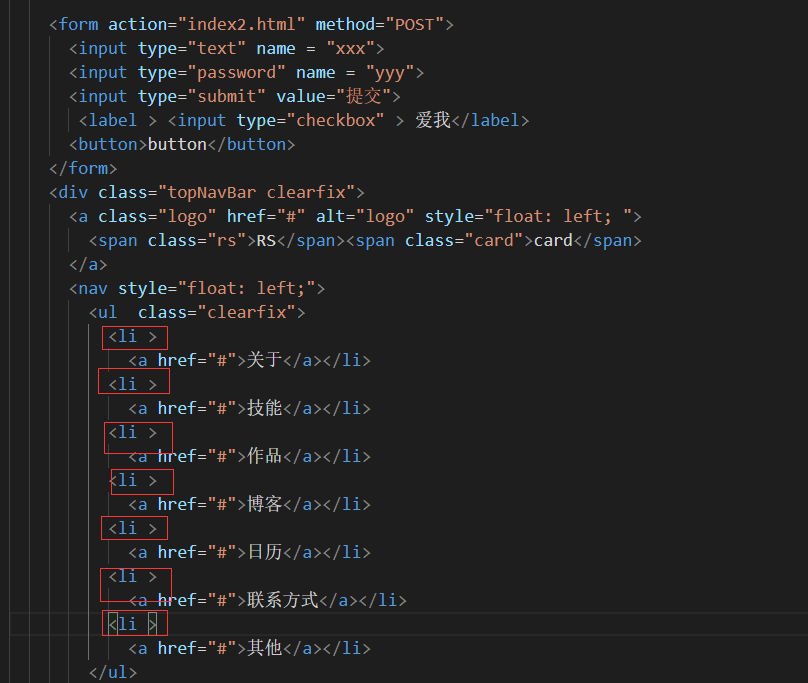 <form action="index2.html" method="POST">
<input type="text" name = "xxx">
<input type="password" name = "yyy">
<input type="submit" value="提交">
<label > <input type="checkbox" > 爱我</label>
<button>button</button>
</form>
<div class="topNavBar clearfix">
<a class="logo" href="#" alt="logo" style="float: left; ">
<span class="rs">RS</span><span class="card">card</span>
</a>
<nav style="float: left;">
<ul  class="clearfix">
<li >
<a href="#">关于</a></li>
<li >
<a href="#">技能</a></li>
<li >
<a href="#">作品</a></li>
<li >
<a href="#">博客</a></li>
<li >
<a href="#">日历</a></li>
<li >
<a href="#">联系方式</a></li>
<li >
<a href="#">其他</a></li>
</ul>